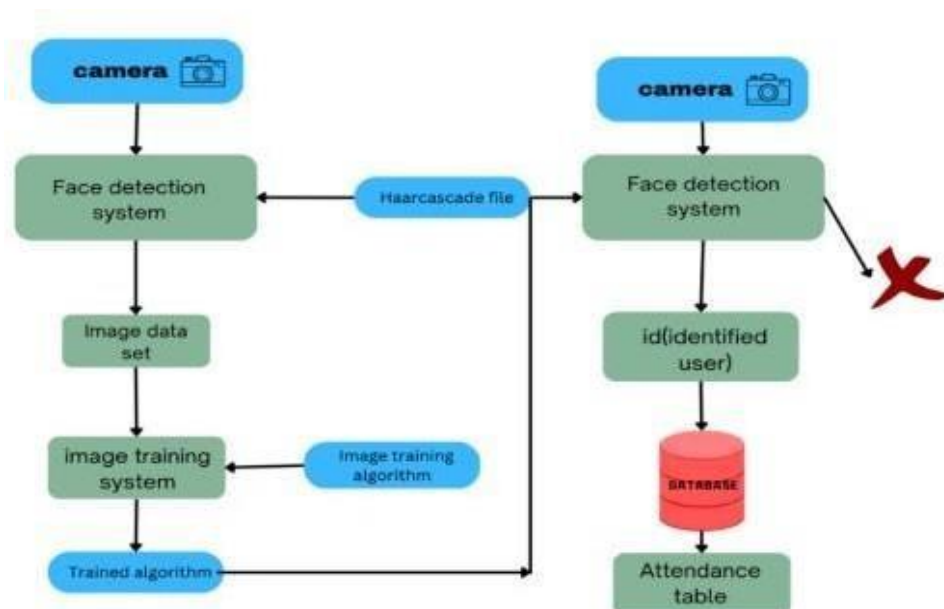 camera
Face detection
system
Image data
set
image training
system
Trained algorithm
Haarcascade file
Image training
algorithm
camera
Face detection
system
id(identified
user)
DATABASE
Attendance
table